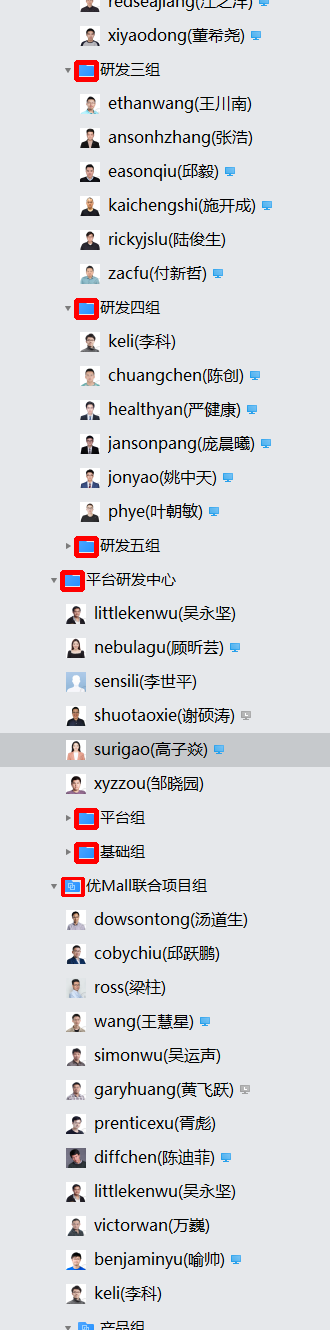 redseajiang(江之洋)
xiyaodong(董希尧)
研发三组
ethanwang(王川南)
ansonhzhang(张浩)
easonqiu(邱毅)
kaichengshi(施开成)
rickyjslu(陆俊生)
zacfu(付新哲)
研发四组
keli(李科)
chuangchen(陈创)
healthyan(严健康)
jansonpang(庞晨曦)
jonyao(姚中天)
phye(叶朝敏)
研发五组
平台研发中心
littlekenwu(吴永坚)
nebulagu(顾昕芸)
sensili(李世平)
shuotaoxie(谢硕涛)
surigao(高子焱)
xyzzou(邹晓园)
平台组
基础组
优Mall联合项目组
dowsontong(汤道生)
cobychiu(邱跃鹏)
ross(梁柱)
wang(王慧星)
simonwu(吴运声)
garyhuang(黄飞跃)
prenticexu(胥彪)
diffchen(陈迪菲)
littlekenwu(吴永坚)
victorwan(万巍)
benjaminyu(喻帅)
keli(李科)
产品组